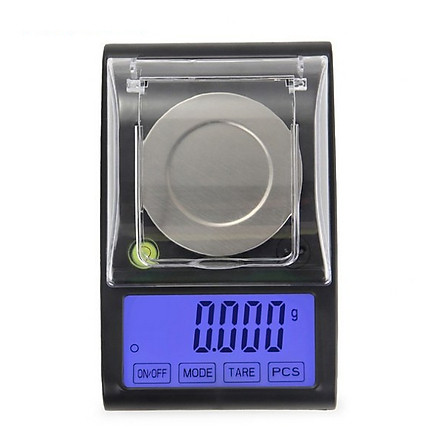 0.000 g
ON/OFF MODE TARE PCS